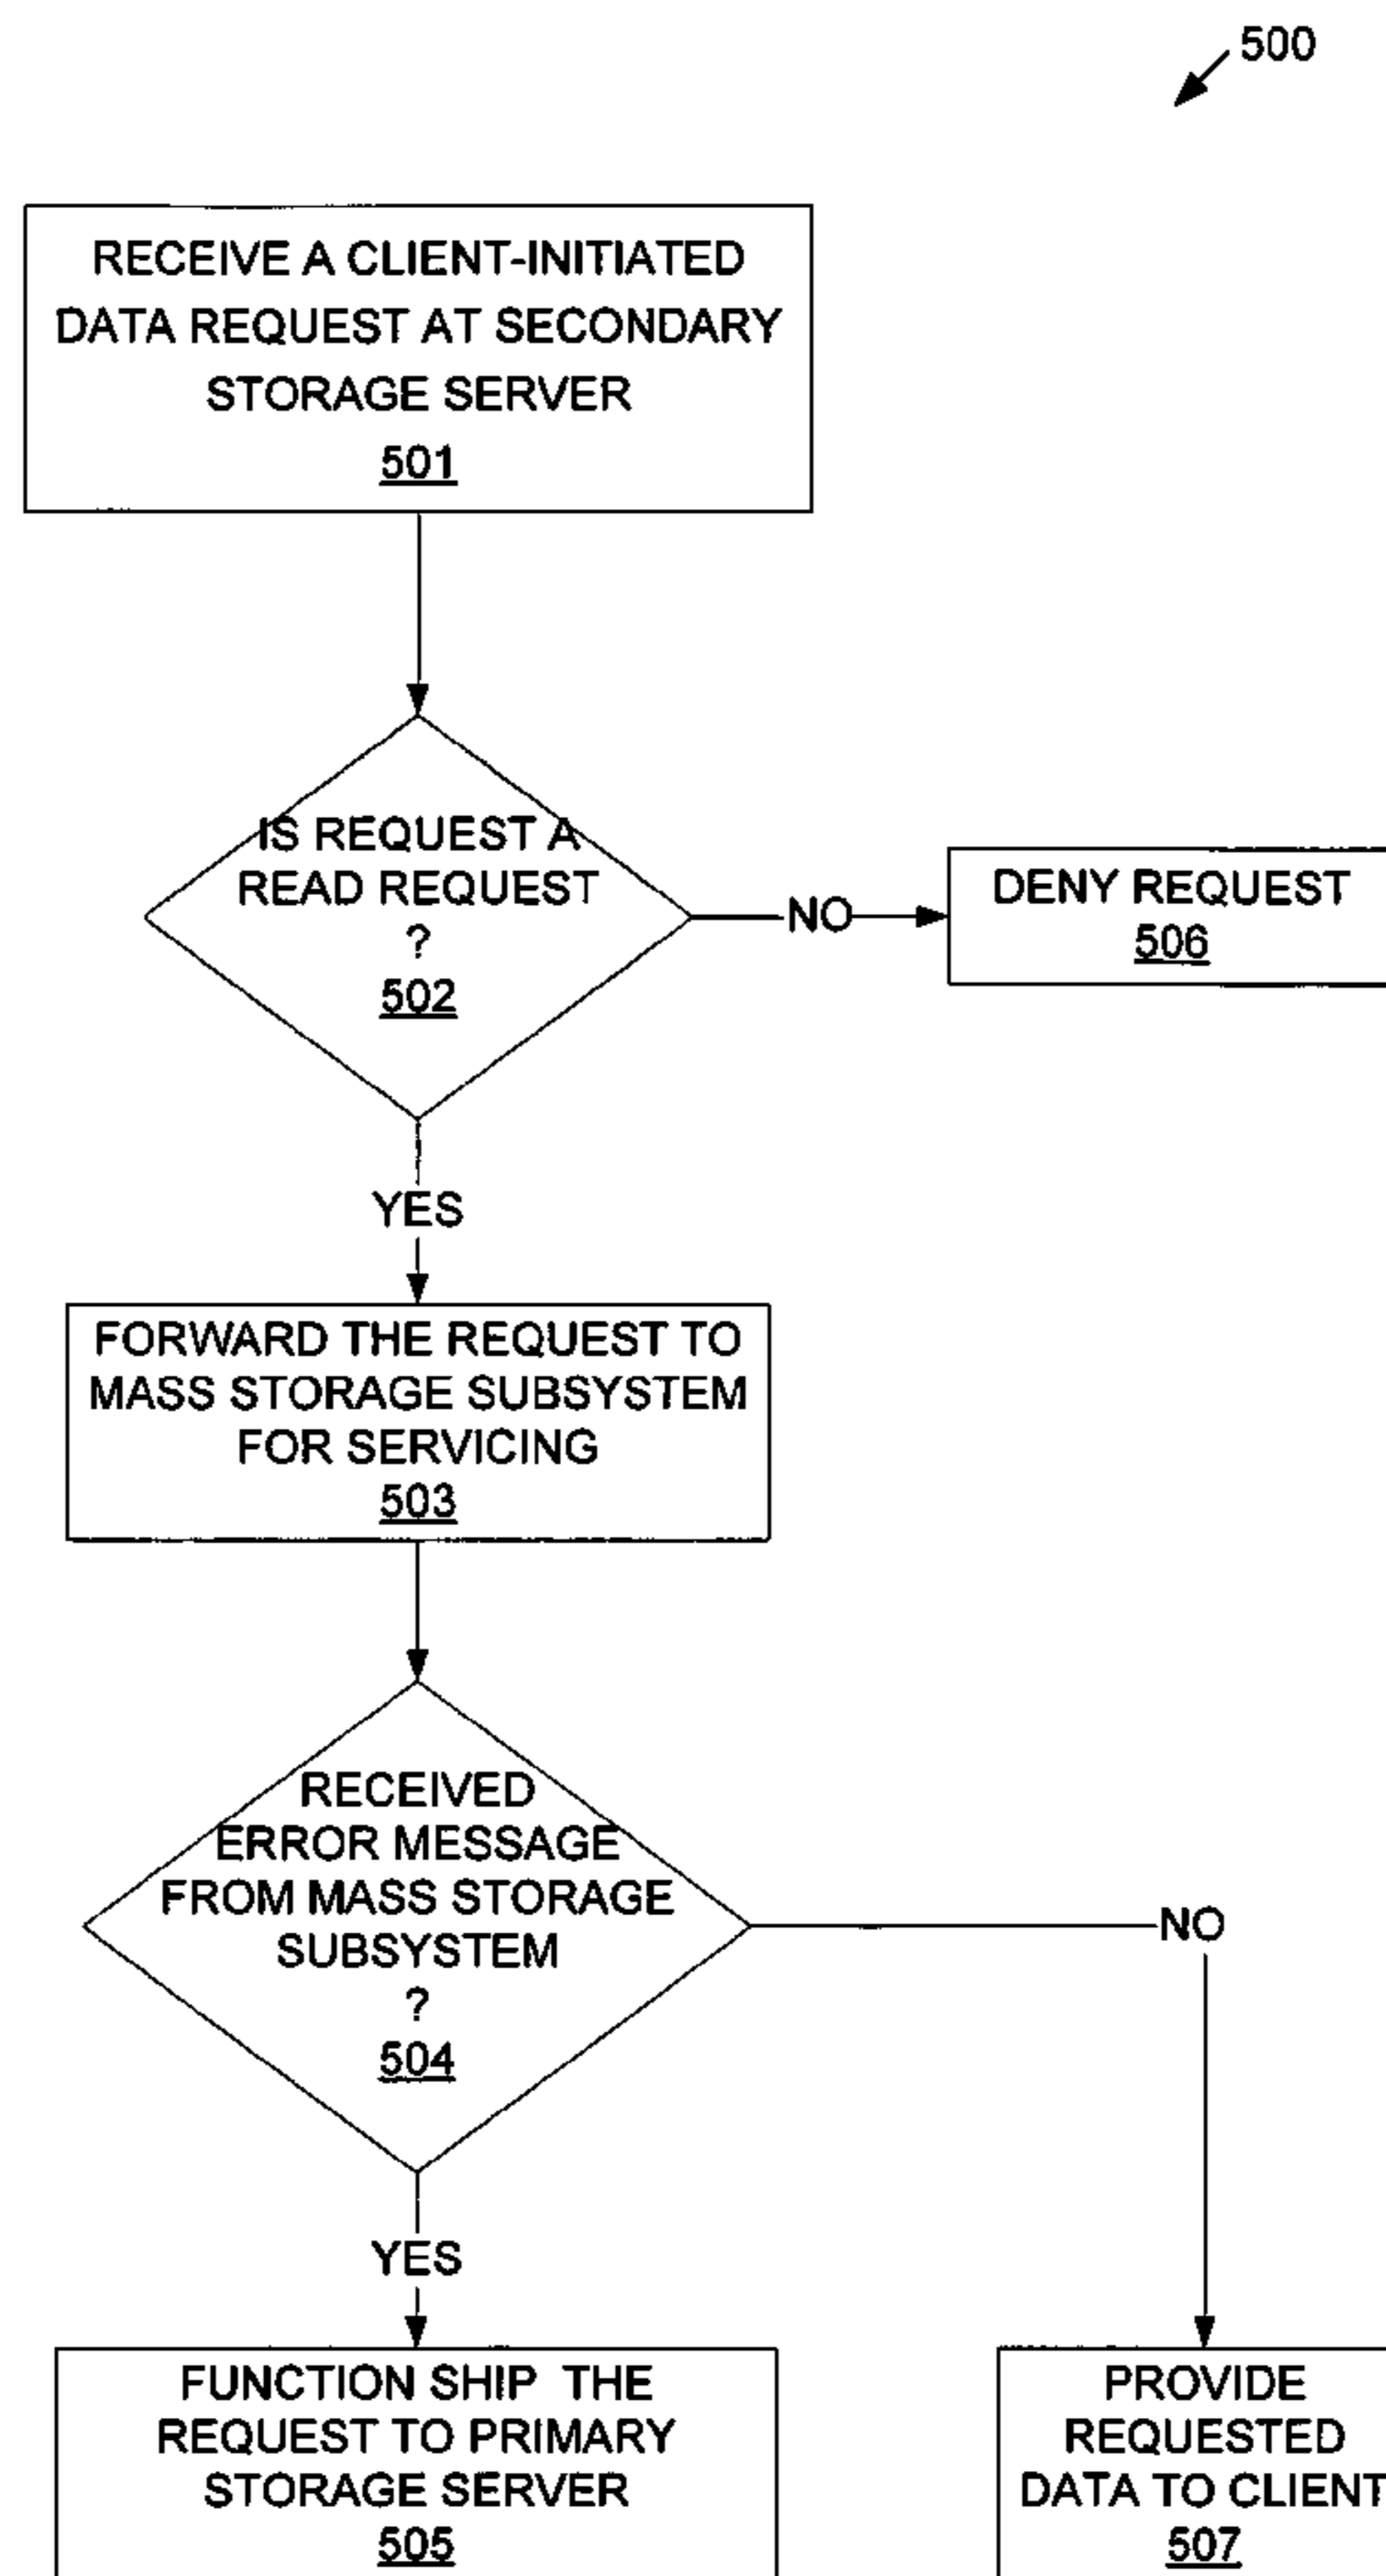 500
RECEIVE A CLIENT-INITIATED
DATA REQUEST AT SECONDARY
STORAGE SERVER
501
IS REQUEST A
READ REQUEST
?
502
NO
DENY REQUEST
506
YES
FORWARD THE REQUEST TO
MASS STORAGE SUBSYSTEM
FOR SERVICING
503
RECEIVED
ERROR MESSAGE
FROM MASS STORAGE
SUBSYSTEM
?
504
NO
YES
FUNCTION SHIP THE
REQUEST TO PRIMARY
STORAGE SERVER
505
PROVIDE
REQUESTED
DATA TO CLIENT
507